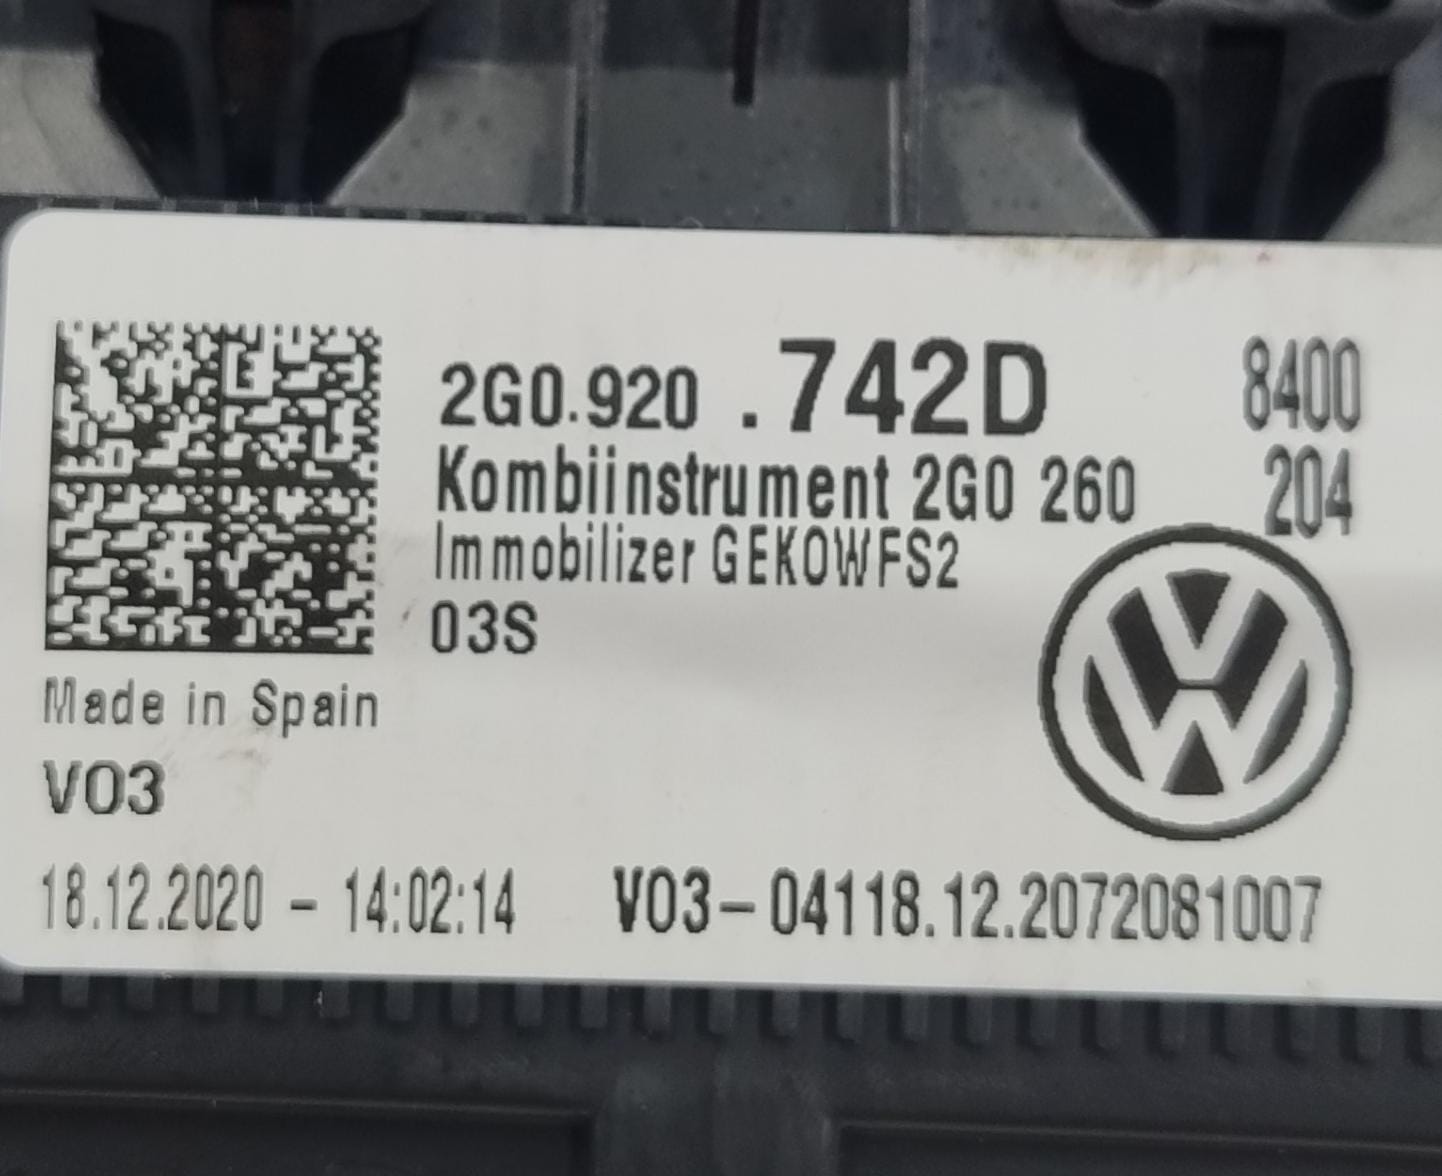 2G0.920 .742D 8400
Kombiinstrument 2G0 260 204
Immobilizer GEKOWFS2
03S
Made in Spain
V03
18.12.2020 - 14:02:14 V03-04118.12.2072081007